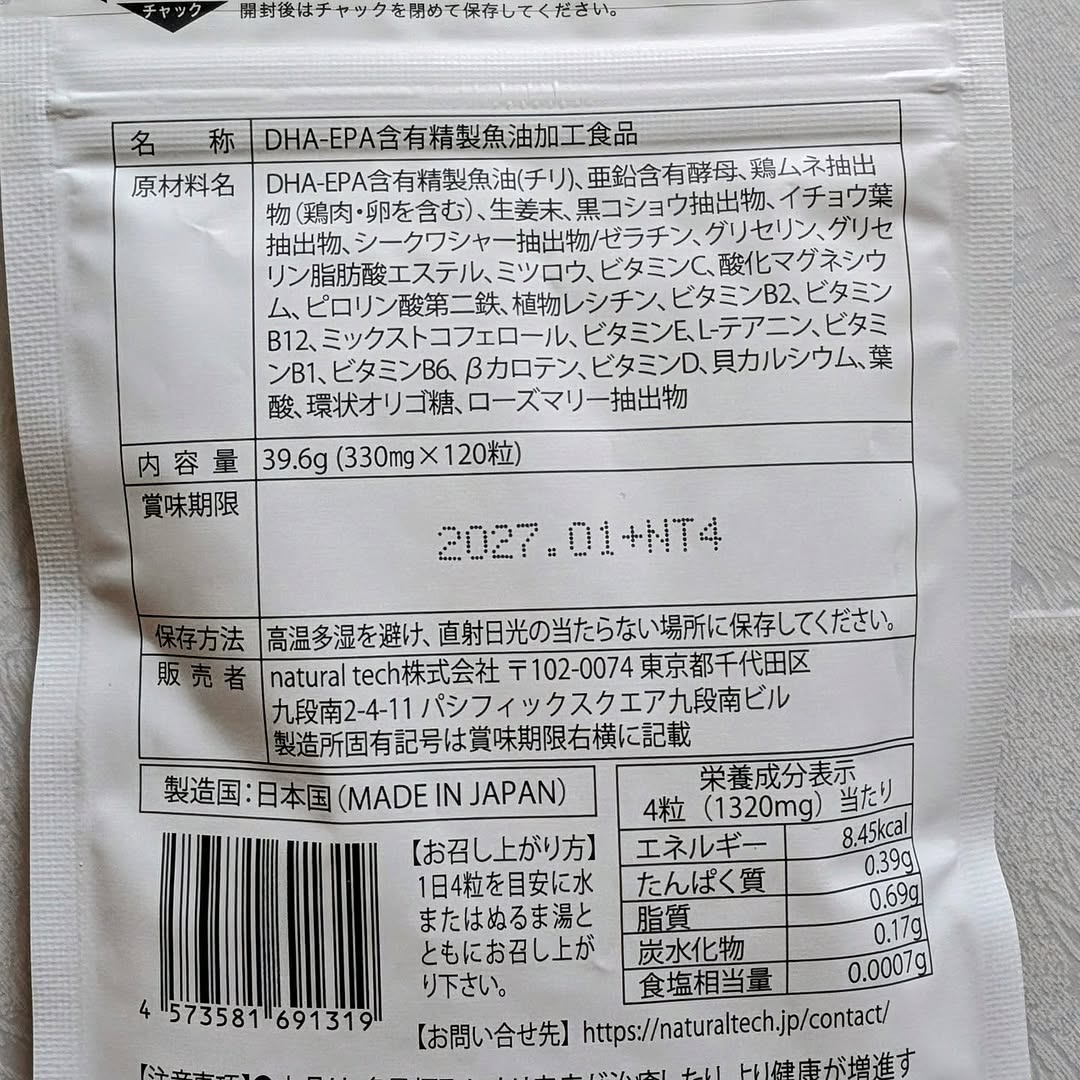 チャック 開封後はチャックを閉めて保存してください。
名 称 DHA-EPA含有精製魚油加工食品
原材料名 DHA-EPA含有精製魚油(チリ)、亜鉛含有酵母、鶏ムネ抽出
物(鶏肉・卵を含む)、生姜末、黒コショウ抽出物、イチョウ葉
抽出物、シークワシャー抽出物/ゼラチン、グリセリン、グリセ
リン脂肪酸エステル、ミツロウ、ビタミンC、酸化マグネシウ
ム、ピロリン酸第二鉄、植物レシチン、ビタミンB2、ビタミン
B12、ミックストコフェロール、ビタミンE、L-テアニン、ビタミ
ンB1、ビタミンB6、βカロテン、ビタミンD、貝カルシウム、葉
酸、環状オリゴ糖、ローズマリー抽出物
内容量 39.6g (330mg×120粒)
賞味期限
2027.01+NT4
保存方法 高温多湿を避け、直射日光の当たらない場所に保存してください。
販売者 natural tech株式会社 〒102-0074 東京都千代田区
九段南2-4-11 パシフィックスクエア九段南ビル
製造所固有記号は賞味期限右横に記載
製造国:日本国(MADE IN JAPAN)
栄養成分表示
4粒(1320mg)当たり
エネルギー 8.45kcal
たんぱく質 0.39g
脂質 0.69g
炭水化物 0.17g
食塩相当量 0.0007g
【お召し上がり方】
1日4粒を目安に水
またはぬるま湯と
ともにお召し上が
り下さい。
4 573581 691319
【お問い合せ先】https://naturaltech.jp/contact/
【注意事項】 より健康が増進す